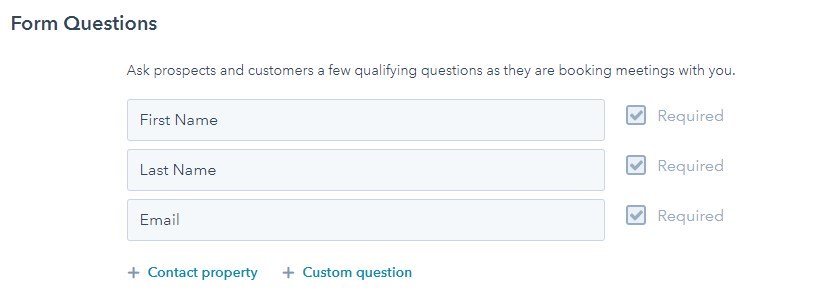 Form Questions
Ask prospects and customers a few qualifying questions as they are booking meetings with you.
First Name Required
Last Name Required
Email Required
+ Contact property + Custom question